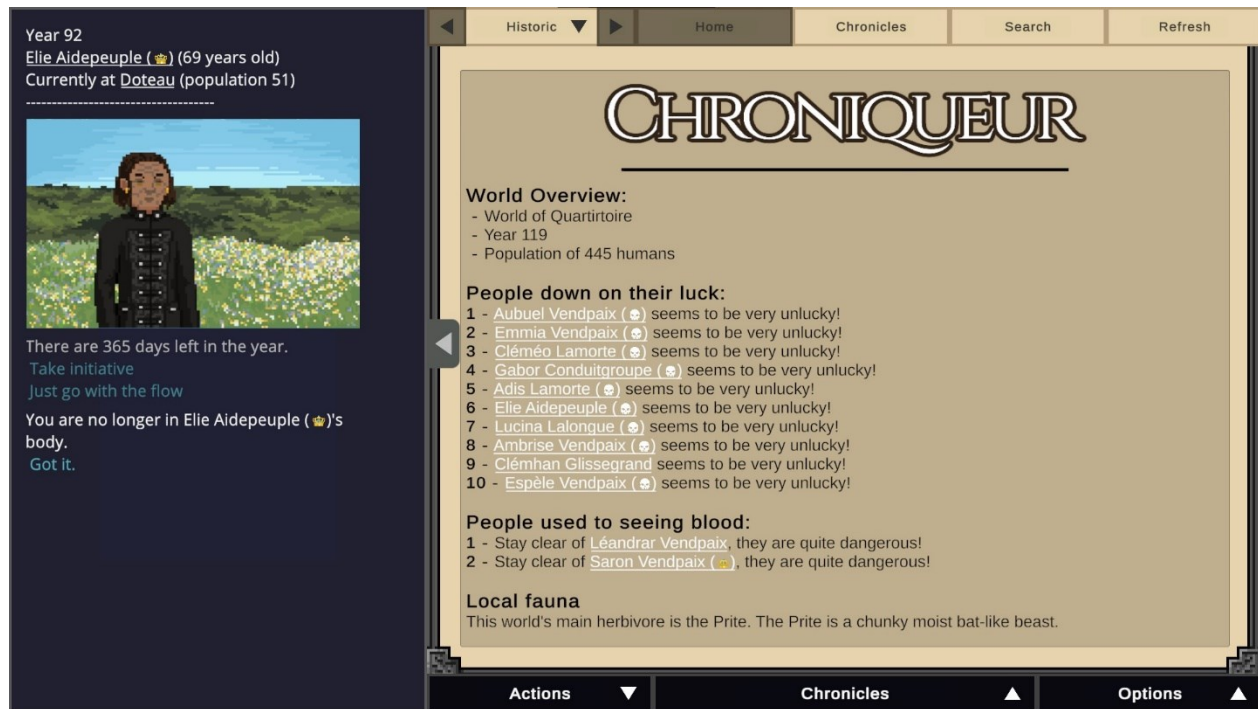 Year 92
Elie Aidepeuple () (69 years old)
Currently at Doteau (population 51)
------------------------------------
There are 365 days left in the year.
Take initiative
Just go with the flow
You are no longer in Elie Aidepeuple ()'s
body.
Got it.
Historic
Home
Chronicles
Search
Refresh
CHRONIQUEUR
World Overview:
- World of Quartirtoire
- Year 119
- Population of 445 humans
People down on their luck:
1 - Aubuel Vendpaix () seems to be very unlucky!
2 - Emmia Vendpaix () seems to be very unlucky!
3 - Cléméo Lamorte () seems to be very unlucky!
4 - Gabor Conduitgroupe () seems to be very unlucky!
5 - Adis Lamorte () seems to be very unlucky!
6 - Elie Aidepeuple () seems to be very unlucky!
7 - Lucina Lalongue () seems to be very unlucky!
8 - Ambrise Vendpaix () seems to be very unlucky!
9 - Clémhan Glissegrand seems to be very unlucky!
10 - Espèle Vendpaix () seems to be very unlucky!
People used to seeing blood:
1 - Stay clear of Léandrar Vendpaix, they are quite dangerous!
2 - Stay clear of Saron Vendpaix (), they are quite dangerous!
Local fauna
This world's main herbivore is the Prite. The Prite is a chunky moist bat-like beast.
Actions
Chronicles
Options